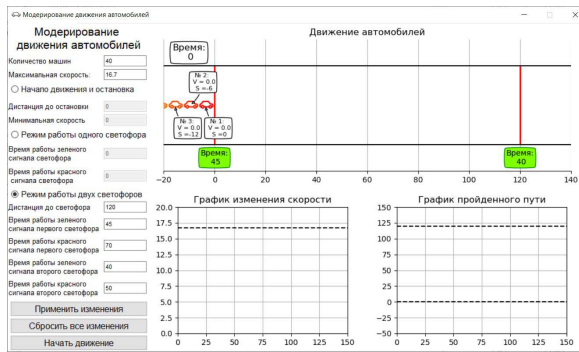 Модерирование движения автомобилей
Модерирование
движения автомобилей
Количество машин 40
Максимальная скорость: 16.7
Начало движения и остановка
Дистанция до остановки 0
Минимальная скорость 0
Режим работы одного светофора
Время работы зеленого
сигнала светофора 0
Время работы красного
сигнала светофора 0
Режим работы двух светофоров
Дистанция до светофора 120
Время работы зеленого
сигнала первого светофора 45
Время работы красного
сигнала первого светофора 70
Время работы зеленого
сигнала второго светофора 40
Время работы красного
сигнала второго светофора 50
Применить изменения
Сбросить все изменения
Начать движение
Движение автомобилей
Время:
0
№ 2:
V = 0.0
S =-6
№ 3:
V = 0.0
S =-12
№ 1:
V = 0.0
S =0
Время:
45
Время:
40
−20 0 20 40 60 80 100 120 140
График изменения скорости
20.0
17.5
15.0
12.5
10.0
7.5
5.0
2.5
0.0
0 25 50 75 100 125 150
График пройденного пути
150
125
100
75
50
25
0
−25
−50
0 25 50 75 100 125 150